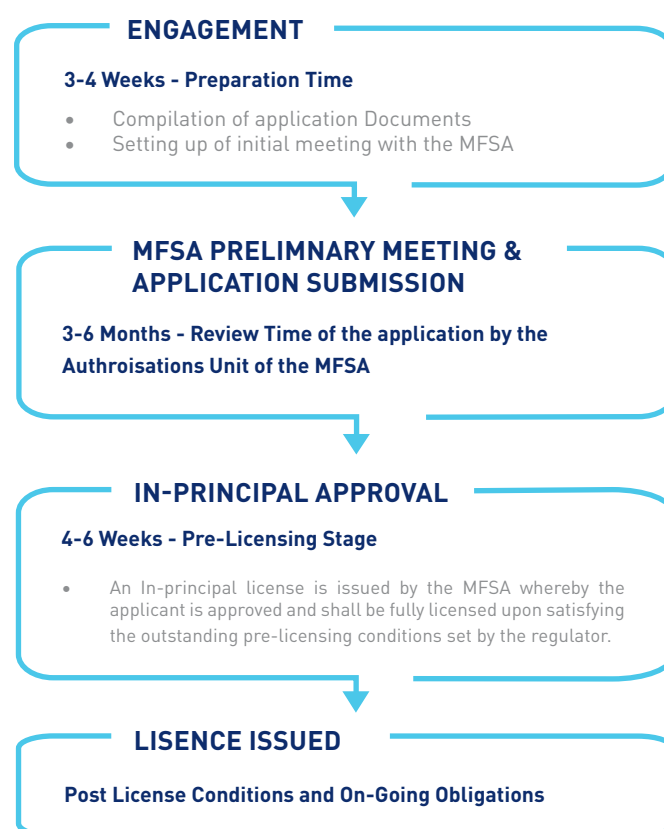 ENGAGEMENT
3-4 Weeks - Preparation Time
• Compilation of application Documents
• Setting up of initial meeting with the MFSA
MFSA PRELIMNARY MEETING &
APPLICATION SUBMISSION
3-6 Months - Review Time of the application by the
Authroisations Unit of the MFSA
IN-PRINCIPAL APPROVAL
4-6 Weeks - Pre-Licensing Stage
• An In-principal license is issued by the MFSA whereby the
applicant is approved and shall be fully licensed upon satisfying
the outstanding pre-licensing conditions set by the regulator.
LISENCE ISSUED
Post License Conditions and On-Going Obligations